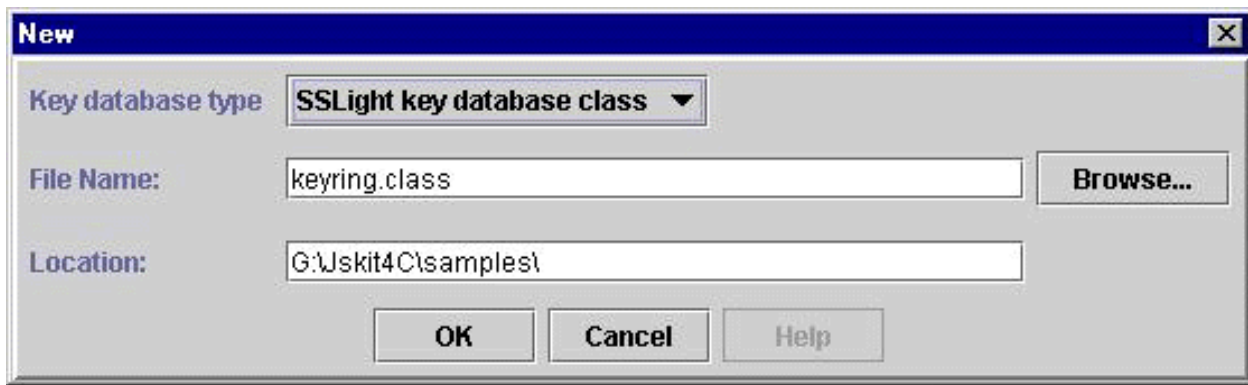 New
Key database type SSLight key database class
File Name: keyring.class Browse...
Location: G:\Jskit4C\samples\
OK Cancel Help